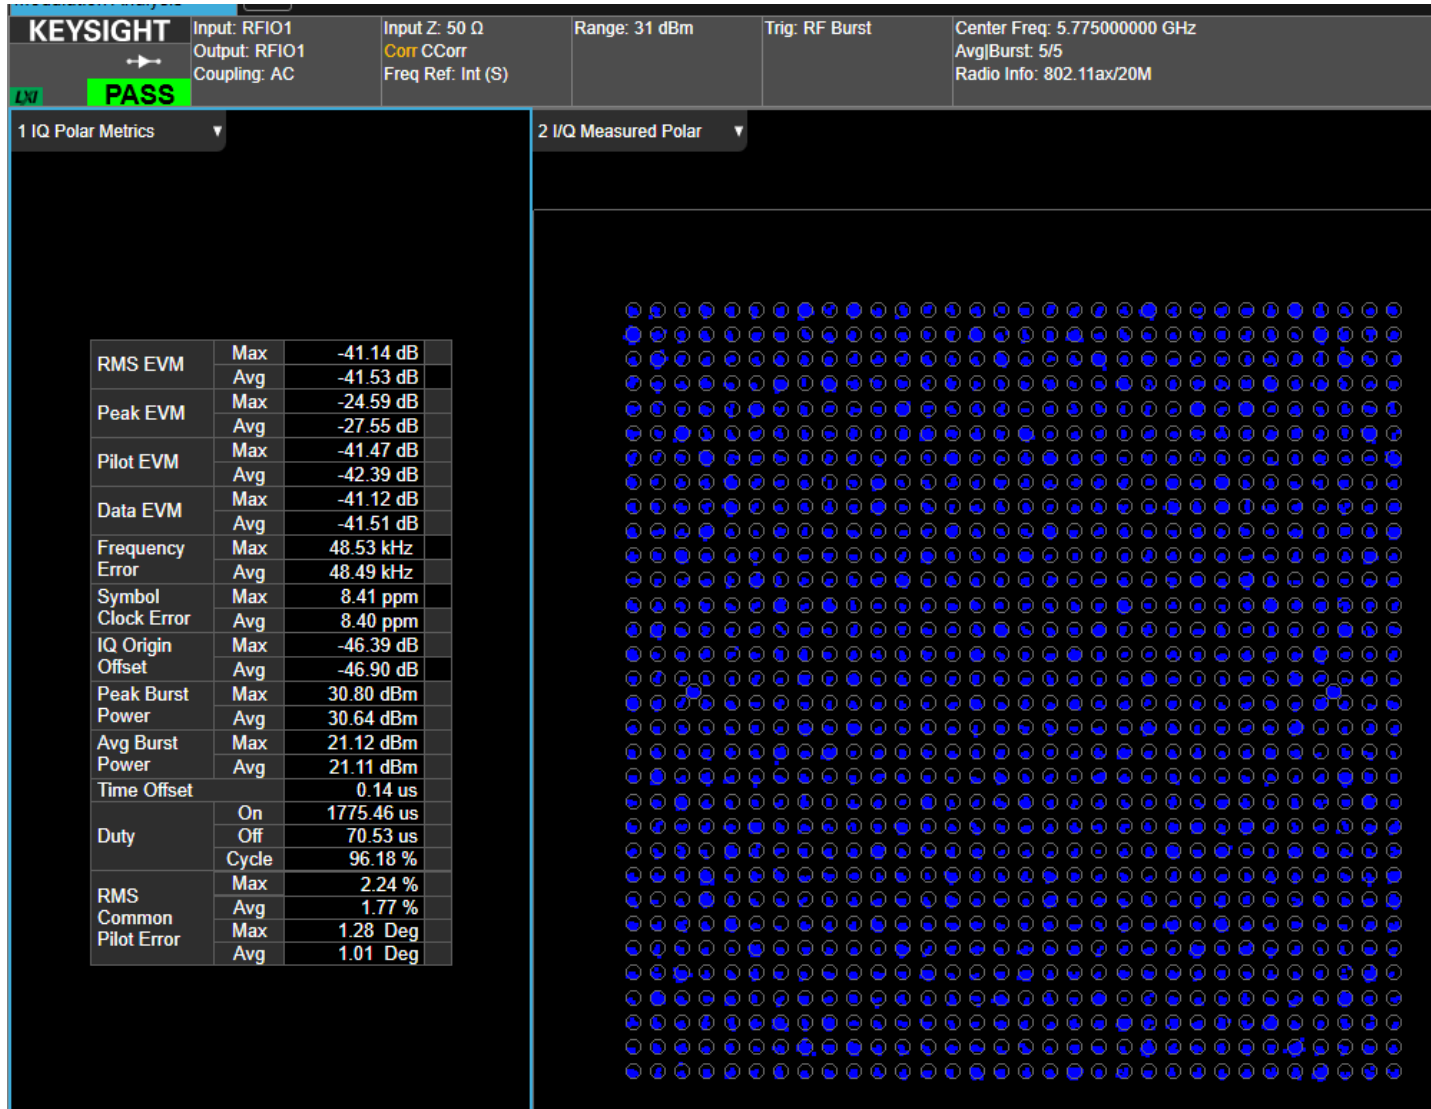 Modulation Analysis
KEYSIGHT
LXI
PASS
Input: RFIO1
Output: RFIO1
Coupling: AC
Input Z: 50 Ω
Corr CCorr
Freq Ref: Int (S)
Range: 31 dBm
Trig: RF Burst
Center Freq: 5.775000000 GHz
Avg|Burst: 5/5
Radio Info: 802.11ax/20M
1 IQ Polar Metrics
2 I/Q Measured Polar
RMS EVM Max -41.14 dB
Avg -41.53 dB
Peak EVM Max -24.59 dB
Avg -27.55 dB
Pilot EVM Max -41.47 dB
Avg -42.39 dB
Data EVM Max -41.12 dB
Avg -41.51 dB
Frequency Error Max 48.53 kHz
Avg 48.49 kHz
Symbol Clock Error Max 8.41 ppm
Avg 8.40 ppm
IQ Origin Offset Max -46.39 dB
Avg -46.90 dB
Peak Burst Power Max 30.80 dBm
Avg 30.64 dBm
Avg Burst Power Max 21.12 dBm
Avg 21.11 dBm
Time Offset 0.14 us
Duty On 1775.46 us
Off 70.53 us
Cycle 96.18 %
RMS Common Pilot Error Max 2.24 %
Avg 1.77 %
Max 1.28 Deg
Avg 1.01 Deg